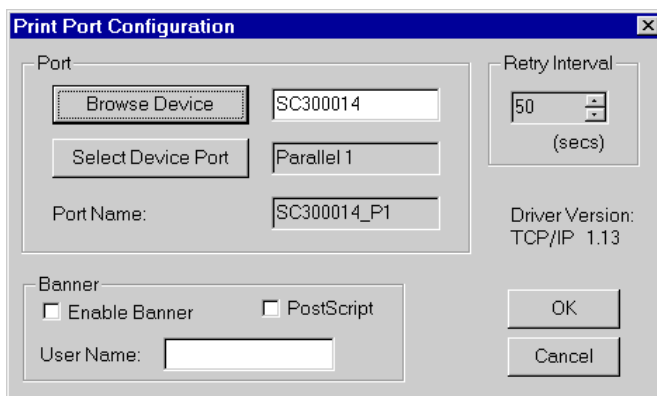 Print Port Configuration
Port
Browse Device
SC300014
Select Device Port
Parallel 1
Port Name:
SC300014_P1
Retry Interval
50
(secs)
Driver Version:
TCP/IP 1.13
Banner
Enable Banner
PostScript
User Name:
OK
Cancel